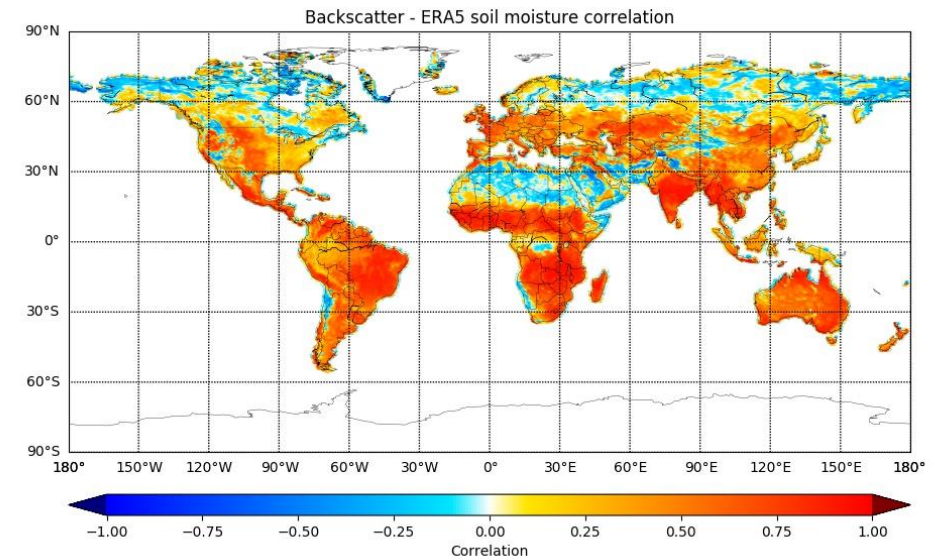 Backscatter - ERA5 soil moisture correlation
90°N
60°N
30°N
0°
30°S
60°S
90°S
180° 150°W 120°W 90°W 60°W 30°W 0° 30°E 60°E 90°E 120°E 150°E 180°
−1.00 −0.75 −0.50 −0.25 0.00 0.25 0.50 0.75 1.00
Correlation